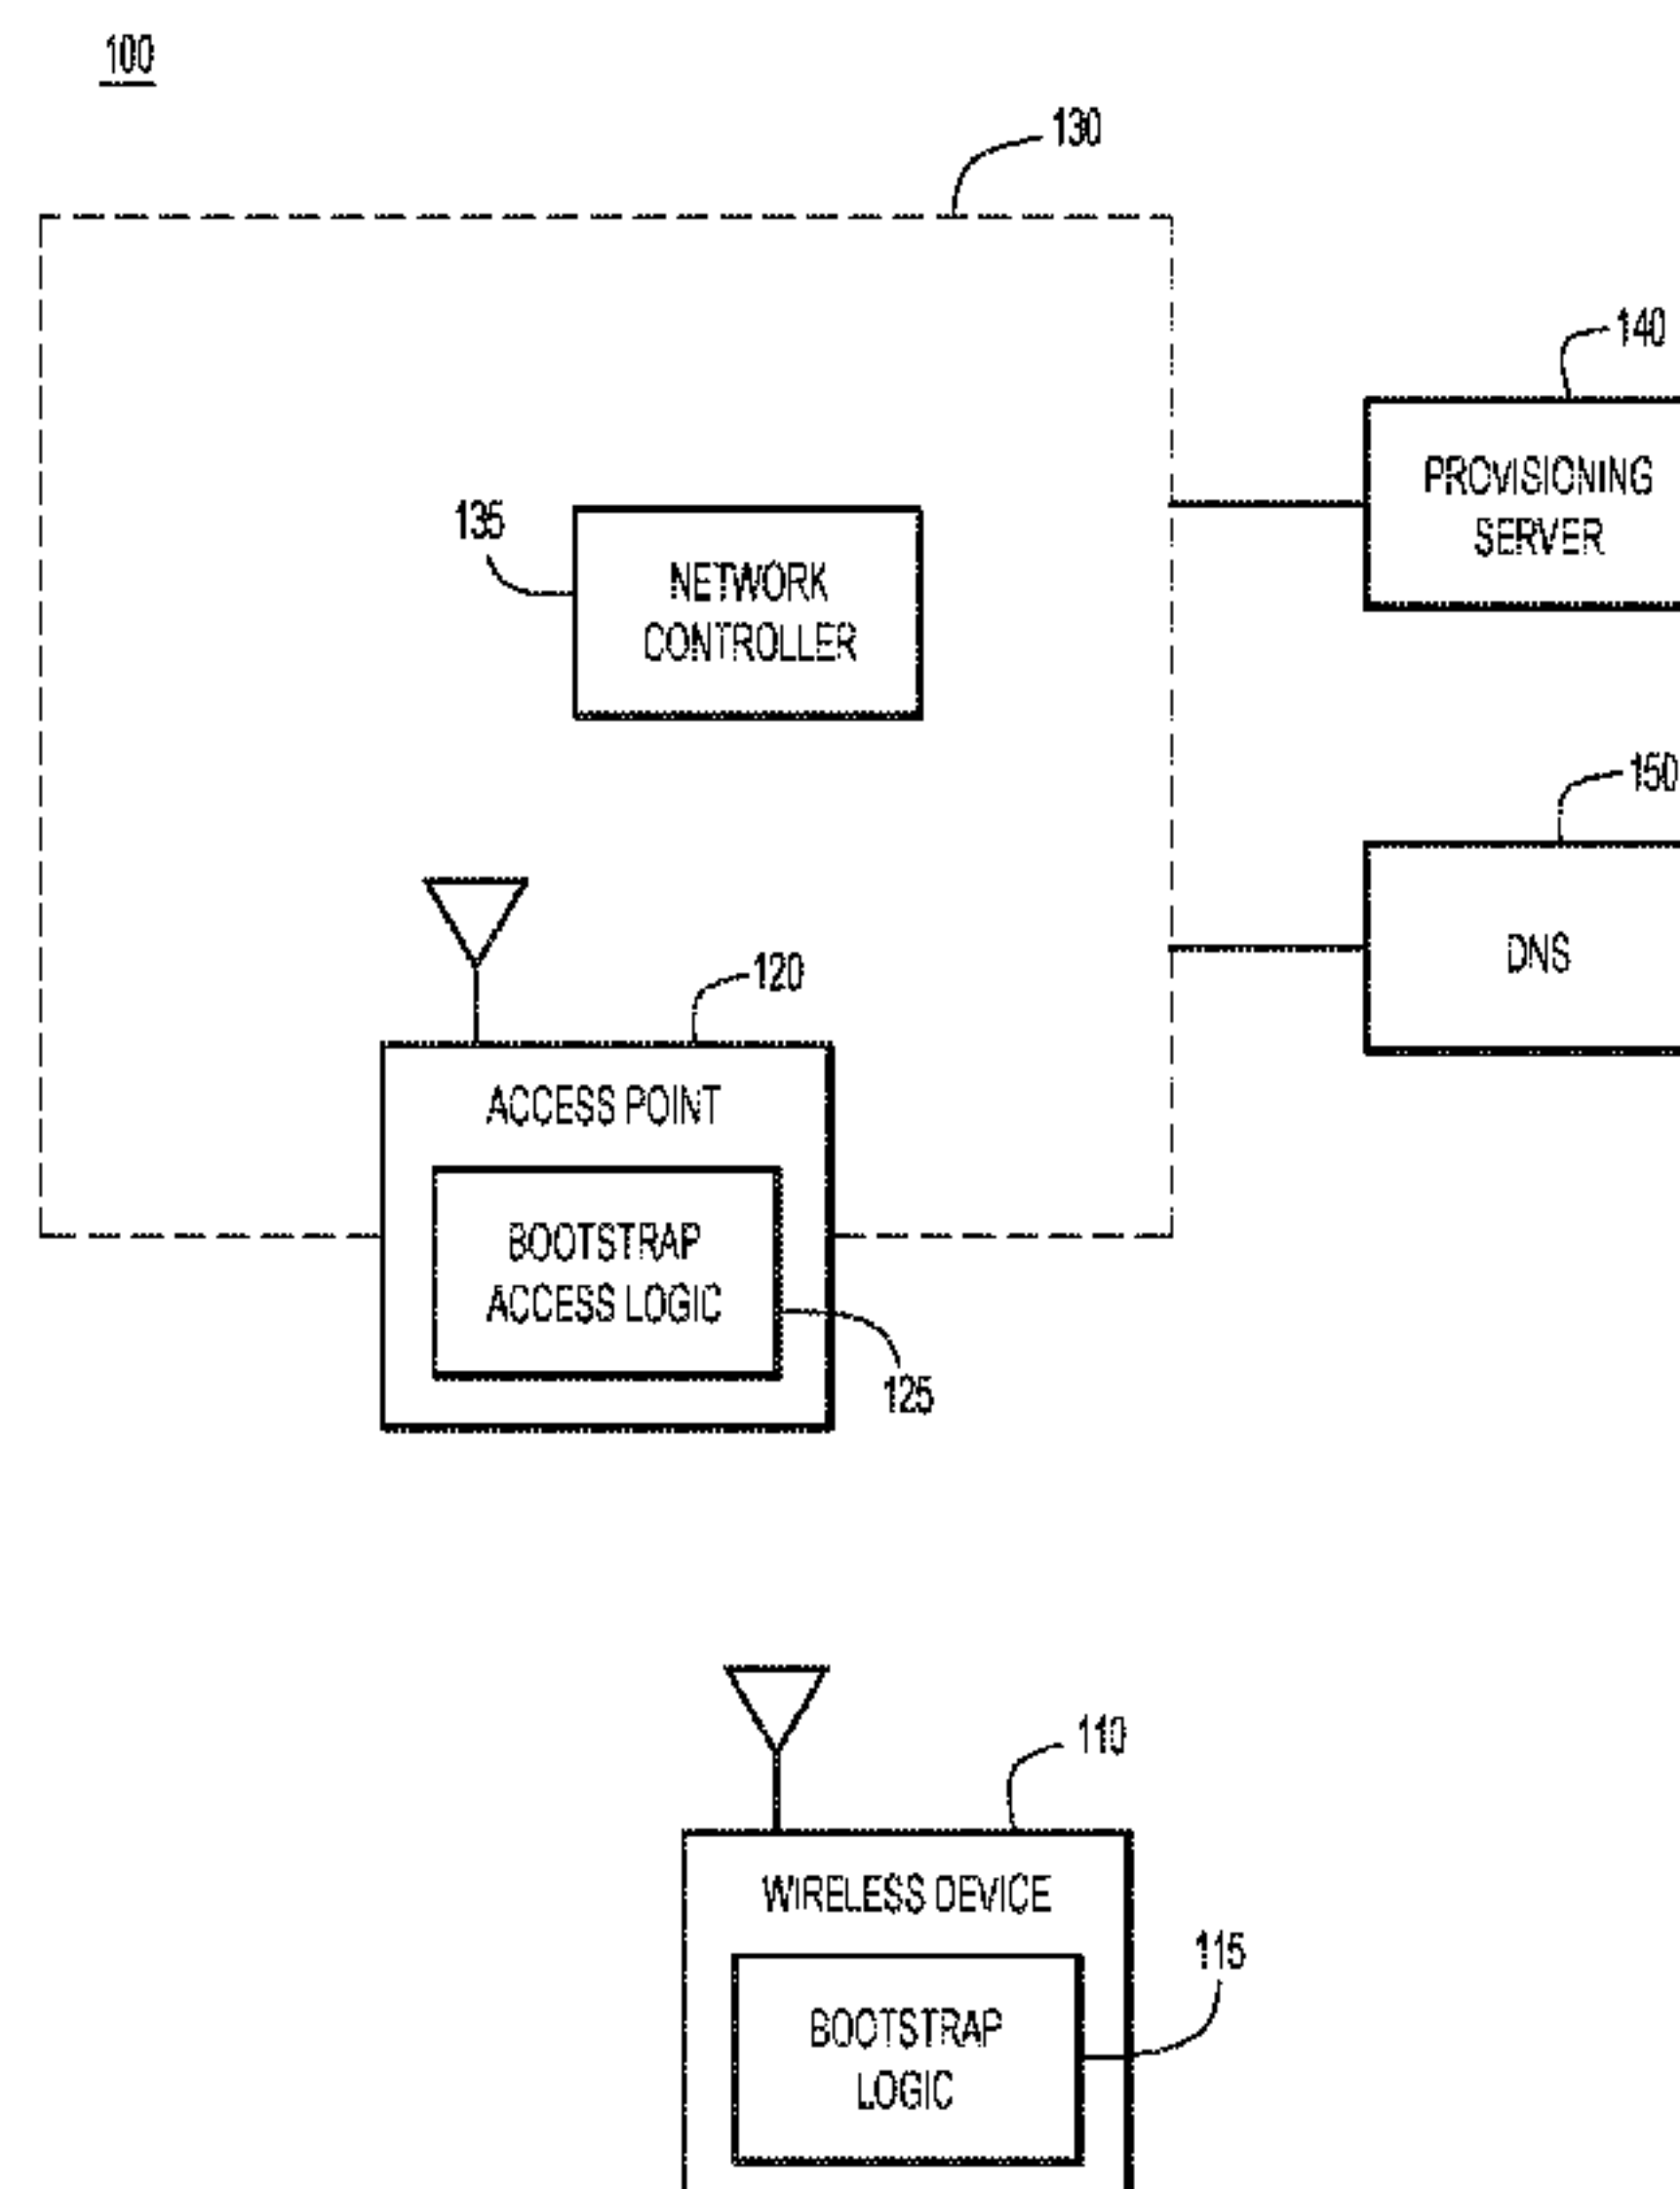 100
130
140
PROVISIONING
SERVER
135
NETWORK
CONTROLLER
150
DNS
120
ACCESS POINT
BOOTSTRAP
ACCESS LOGIC
125
110
WIRELESS DEVICE
115
BOOTSTRAP
LOGIC